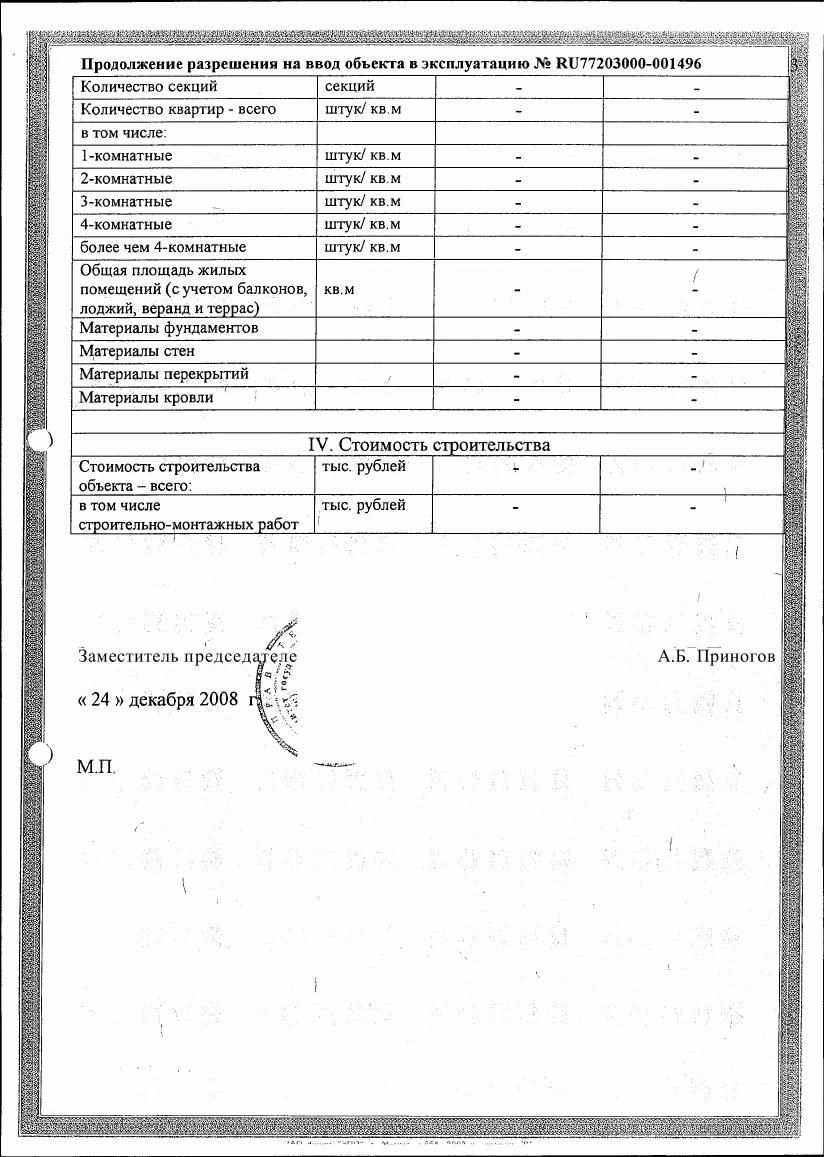 Продолжение разрешения на ввод объекта в эксплуатацию № RU77203000-001496
3
Количество секций секций - -
Количество квартир - всего штук/ кв.м - -
в том числе:
1-комнатные штук/ кв.м - -
2-комнатные штук/ кв.м - -
3-комнатные штук/ кв.м - -
4-комнатные штук/ кв.м - -
более чем 4-комнатные штук/ кв.м - -
Общая площадь жилых
помещений (с учетом балконов, кв.м - -
лоджий, веранд и террас)
Материалы фундаментов - -
Материалы стен - -
Материалы перекрытий - -
Материалы кровли - -
IV. Стоимость строительства
Стоимость строительства тыс. рублей - -
объекта – всего:
в том числе тыс. рублей - -
строительно-монтажных работ
Заместитель председателе А.Б. Приногов
« 24 » декабря 2008 г
М.П.